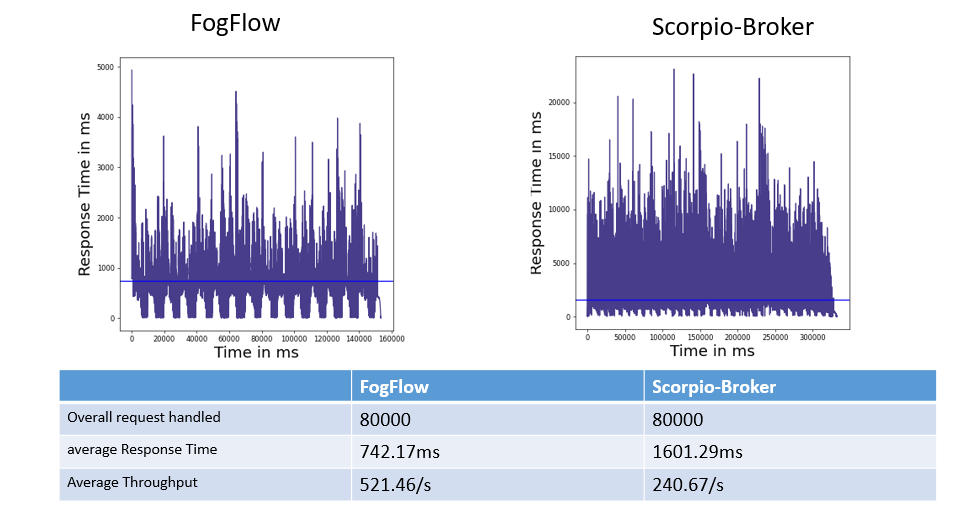 FogFlow
Scorpio-Broker
5000
4000
3000
2000
1000
0
Response Time in ms
0 20000 40000 60000 80000 100000 120000 140000 160000
Time in ms
20000
15000
10000
5000
0
Response Time in ms
0 50000 100000 150000 200000 250000 300000
Time in ms
FogFlow Scorpio-Broker
Overall request handled 80000 80000
average Response Time 742.17ms 1601.29ms
Average Throughput 521.46/s 240.67/s